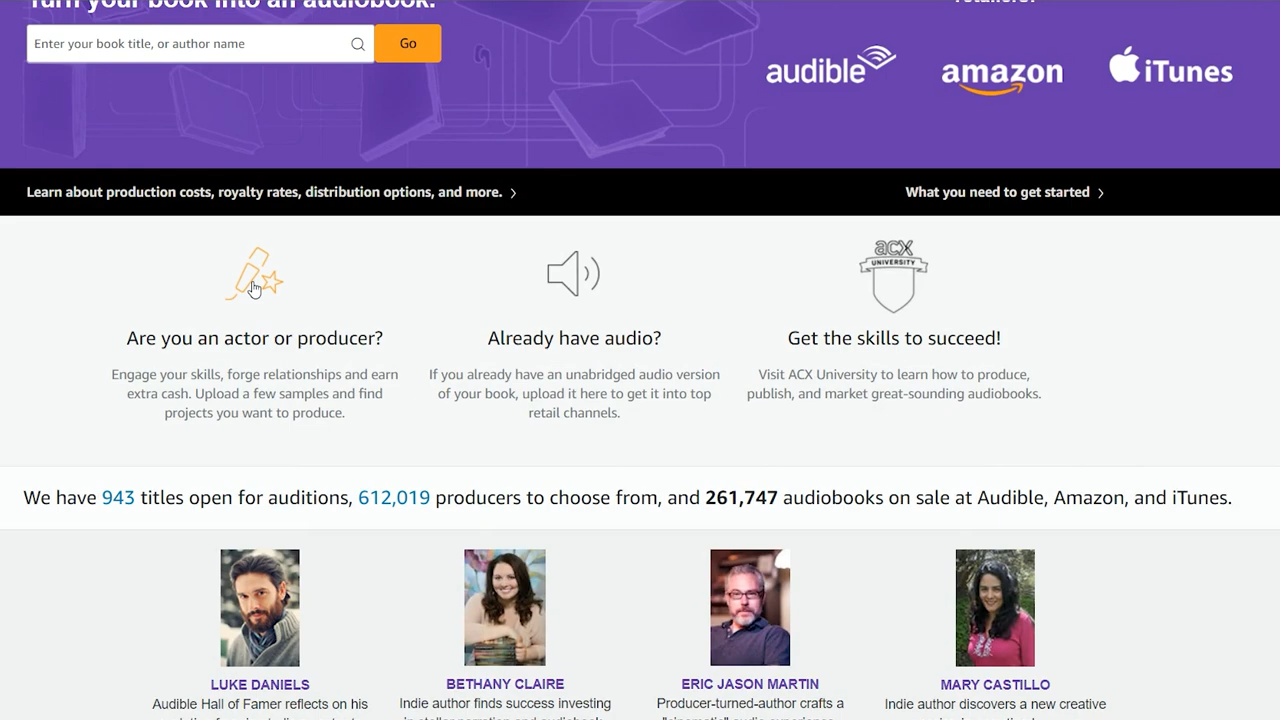 Turn your book into an audiobook.
retailers?
Enter your book title, or author name
Go
audible
amazon
iTunes
Learn about production costs, royalty rates, distribution options, and more.
What you need to get started
acx
UNIVERSITY
Are you an actor or producer?
Engage your skills, forge relationships and earn
extra cash. Upload a few samples and find
projects you want to produce.
Already have audio?
If you already have an unabridged audio version
of your book, upload it here to get it into top
retail channels.
Get the skills to succeed!
Visit ACX University to learn how to produce,
publish, and market great-sounding audiobooks.
We have 943 titles open for auditions, 612,019 producers to choose from, and 261,747 audiobooks on sale at Audible, Amazon, and iTunes.
LUKE DANIELS
Audible Hall of Famer reflects on his
BETHANY CLAIRE
Indie author finds success investing
ERIC JASON MARTIN
Producer-turned-author crafts a
"cinematic" audio experience
MARY CASTILLO
Indie author discovers a new creative